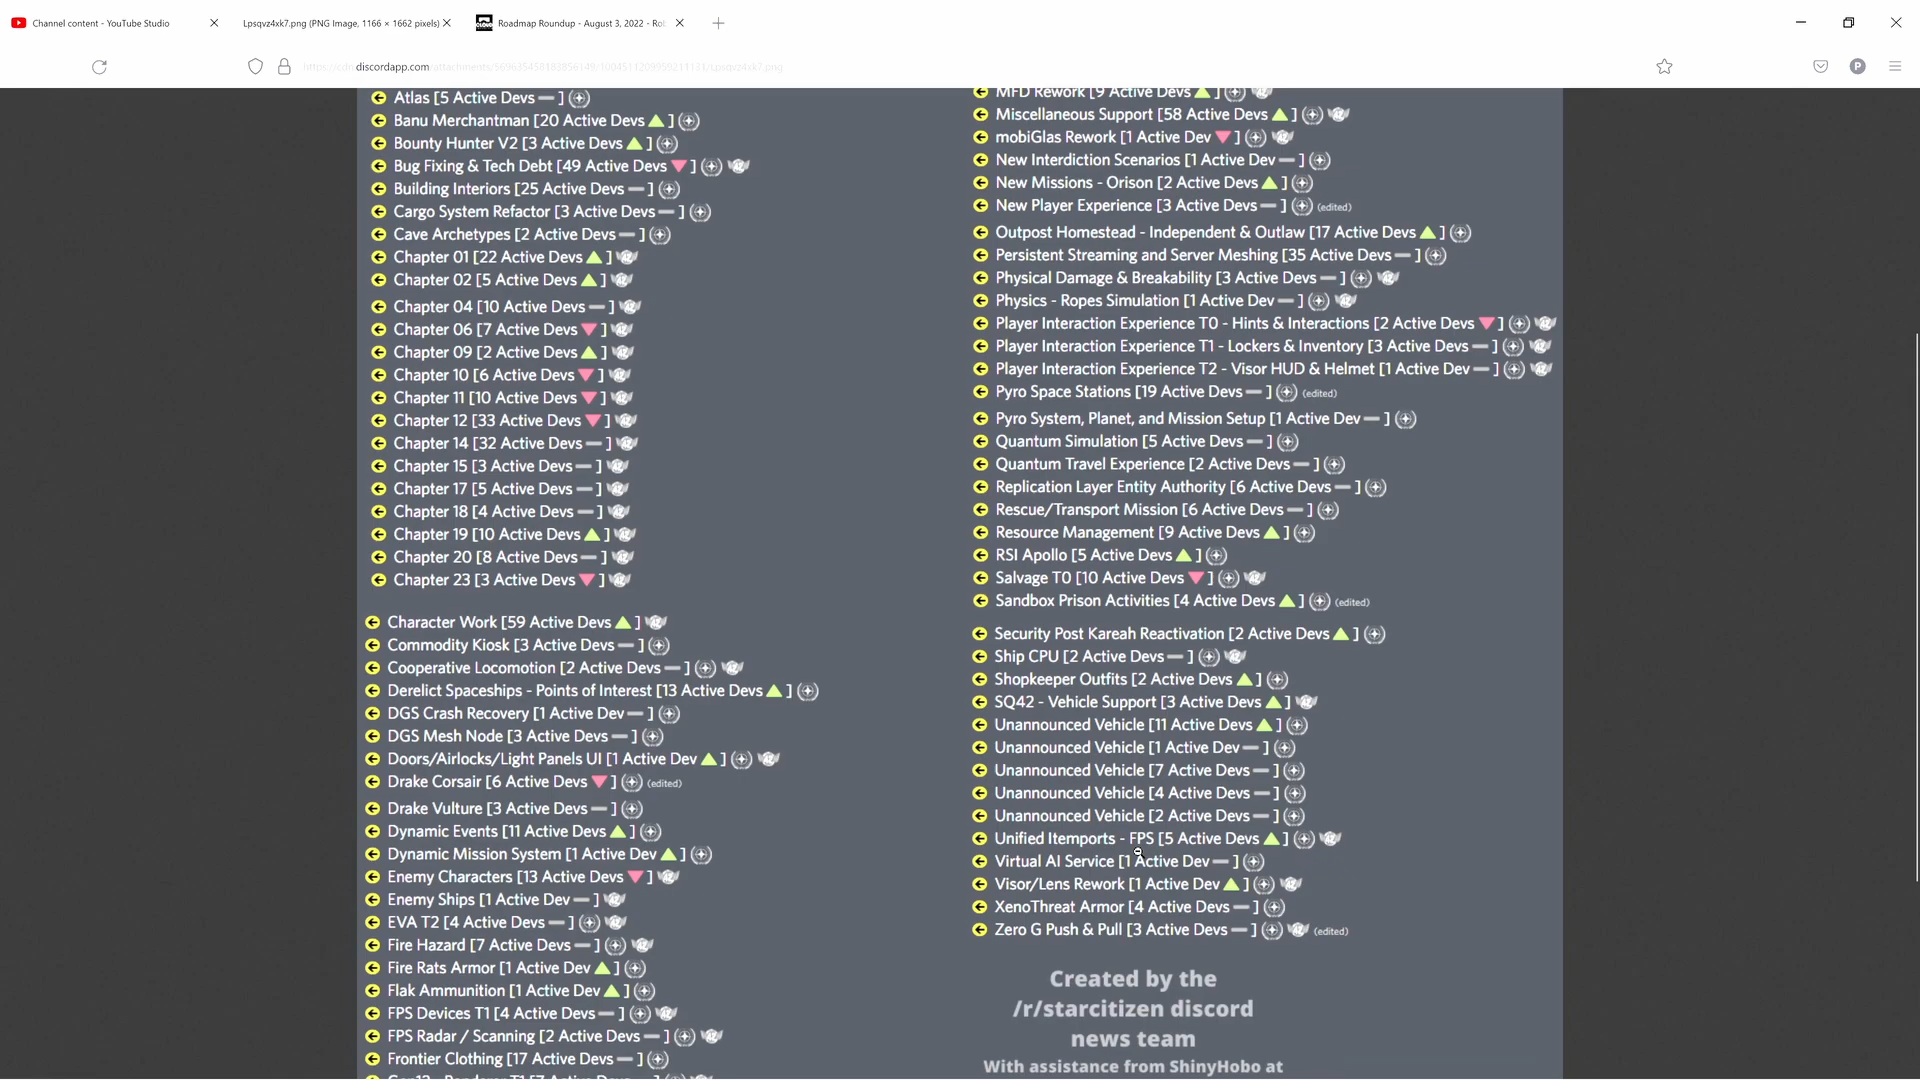 Channel content - YouTube Studio
Lpsqvz4xk7.png (PNG Image, 1166 × 1662 pixels)
CLOUD
Roadmap Roundup - August 3, 2022 - Ro
discordapp.com
P
Atlas [5 Active Devs — ]
Banu Merchantman [20 Active Devs ▲ ]
Bounty Hunter V2 [3 Active Devs ▲ ]
Bug Fixing & Tech Debt [49 Active Devs ▼ ]
Building Interiors [25 Active Devs — ]
Cargo System Refactor [3 Active Devs — ]
Cave Archetypes [2 Active Devs — ]
Chapter 01 [22 Active Devs ▲ ]
Chapter 02 [5 Active Devs ▲ ]
Chapter 04 [10 Active Devs — ]
Chapter 06 [7 Active Devs ▼ ]
Chapter 09 [2 Active Devs ▲ ]
Chapter 10 [6 Active Devs ▼ ]
Chapter 11 [10 Active Devs ▼ ]
Chapter 12 [33 Active Devs ▼ ]
Chapter 14 [32 Active Devs — ]
Chapter 15 [3 Active Devs — ]
Chapter 17 [5 Active Devs — ]
Chapter 18 [4 Active Devs — ]
Chapter 19 [10 Active Devs ▲ ]
Chapter 20 [8 Active Devs — ]
Chapter 23 [3 Active Devs ▼ ]
Character Work [59 Active Devs ▲ ]
Commodity Kiosk [3 Active Devs — ]
Cooperative Locomotion [2 Active Devs — ]
Derelict Spaceships - Points of Interest [13 Active Devs ▲ ]
DGS Crash Recovery [1 Active Dev — ]
DGS Mesh Node [3 Active Devs — ]
Doors/Airlocks/Light Panels UI [1 Active Dev ▲ ]
Drake Corsair [6 Active Devs ▼ ] (edited)
Drake Vulture [3 Active Devs — ]
Dynamic Events [11 Active Devs ▲ ]
Dynamic Mission System [1 Active Dev ▲ ]
Enemy Characters [13 Active Devs ▼ ]
Enemy Ships [1 Active Dev — ]
EVA T2 [4 Active Devs — ]
Fire Hazard [7 Active Devs — ]
Fire Rats Armor [1 Active Dev ▲ ]
Flak Ammunition [1 Active Dev ▲ ]
FPS Devices T1 [4 Active Devs — ]
FPS Radar / Scanning [2 Active Devs — ]
Frontier Clothing [17 Active Devs — ]
MFD Rework [9 Active Devs ▲ ]
Miscellaneous Support [58 Active Devs ▲ ]
mobiGlas Rework [1 Active Dev ▼ ]
New Interdiction Scenarios [1 Active Dev — ]
New Missions - Orison [2 Active Devs ▲ ]
New Player Experience [3 Active Devs — ] (edited)
Outpost Homestead - Independent & Outlaw [17 Active Devs ▲ ]
Persistent Streaming and Server Meshing [35 Active Devs — ]
Physical Damage & Breakability [3 Active Devs — ]
Physics - Ropes Simulation [1 Active Dev — ]
Player Interaction Experience T0 - Hints & Interactions [2 Active Devs ▼ ]
Player Interaction Experience T1 - Lockers & Inventory [3 Active Devs — ]
Player Interaction Experience T2 - Visor HUD & Helmet [1 Active Dev — ]
Pyro Space Stations [19 Active Devs — ] (edited)
Pyro System, Planet, and Mission Setup [1 Active Dev — ]
Quantum Simulation [5 Active Devs — ]
Quantum Travel Experience [2 Active Devs — ]
Replication Layer Entity Authority [6 Active Devs — ]
Rescue/Transport Mission [6 Active Devs — ]
Resource Management [9 Active Devs ▲ ]
RSI Apollo [5 Active Devs ▲ ]
Salvage T0 [10 Active Devs ▼ ]
Sandbox Prison Activities [4 Active Devs ▲ ] (edited)
Security Post Kareah Reactivation [2 Active Devs ▲ ]
Ship CPU [2 Active Devs — ]
Shopkeeper Outfits [2 Active Devs ▲ ]
SQ42 - Vehicle Support [3 Active Devs ▲ ]
Unannounced Vehicle [11 Active Devs ▲ ]
Unannounced Vehicle [1 Active Dev — ]
Unannounced Vehicle [7 Active Devs — ]
Unannounced Vehicle [4 Active Devs — ]
Unannounced Vehicle [2 Active Devs — ]
Unified Itemports - FPS [5 Active Devs ▲ ]
Virtual AI Service [1 Active Dev — ]
Visor/Lens Rework [1 Active Dev ▲ ]
XenoThreat Armor [4 Active Devs — ]
Zero G Push & Pull [3 Active Devs — ] (edited)
Created by the
/r/starcitizen discord
news team
With assistance from ShinyHobo at